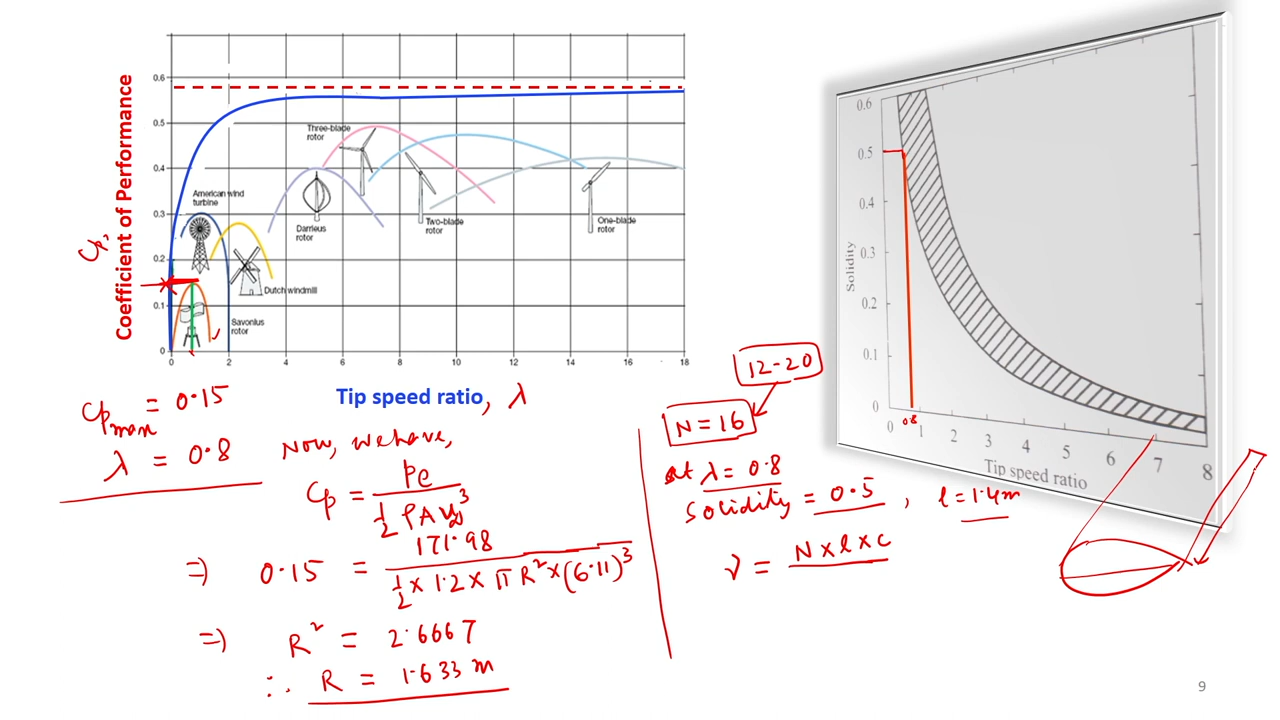 Coefficient of Performance
Cp,
0.6
0.5
0.4
0.3
0.2
0.1
0
0 2 4 6 8 10 12 14 16 18
Three-blade
rotor
American wind
turbine
Darrieus
rotor
Two-blade
rotor
One-blade
rotor
Dutch windmill
Savonius
rotor
Tip speed ratio, λ
Cpmax = 0.15
λ = 0.8
Now, we have,
Cp = Pe
½ ρAV∞³
⇒ 0.15 = 171.98
½ × 1.2 × π R² × (6.11)³
⇒ R² = 2.6667
∴ R = 1.633 m
12-20
N = 16
at λ = 0.8
Solidity = 0.5 , l = 1.4m
γ = N × l × c
Solidity
0.6
0.5
0.4
0.3
0.2
0.1
0
0 0.8 1 2 3 4 5 6 7 8
Tip speed ratio
9